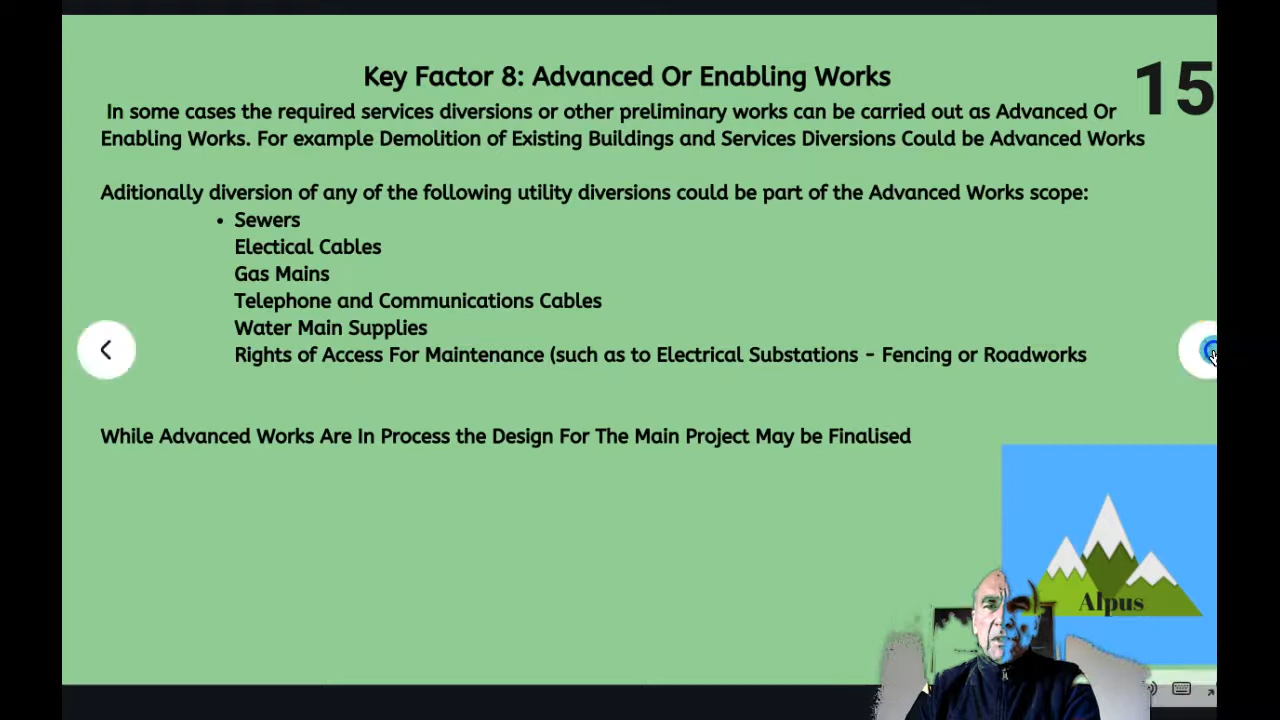 Key Factor 8: Advanced Or Enabling Works
15
In some cases the required services diversions or other preliminary works can be carried out as Advanced Or
Enabling Works. For example Demolition of Existing Buildings and Services Diversions Could be Advanced Works
Aditionally diversion of any of the following utility diversions could be part of the Advanced Works scope:
• Sewers
Electical Cables
Gas Mains
Telephone and Communications Cables
Water Main Supplies
Rights of Access For Maintenance (such as to Electrical Substations - Fencing or Roadworks
While Advanced Works Are In Process the Design For The Main Project May be Finalised
Alpus